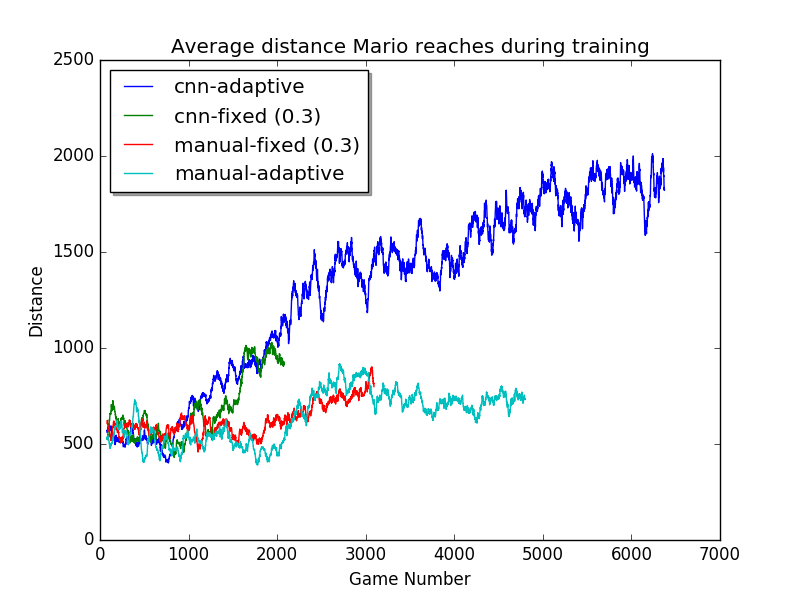 Average distance Mario reaches during training
2500
2000
1500
1000
500
0
Distance
cnn-adaptive
cnn-fixed (0.3)
manual-fixed (0.3)
manual-adaptive
0 1000 2000 3000 4000 5000 6000 7000
Game Number